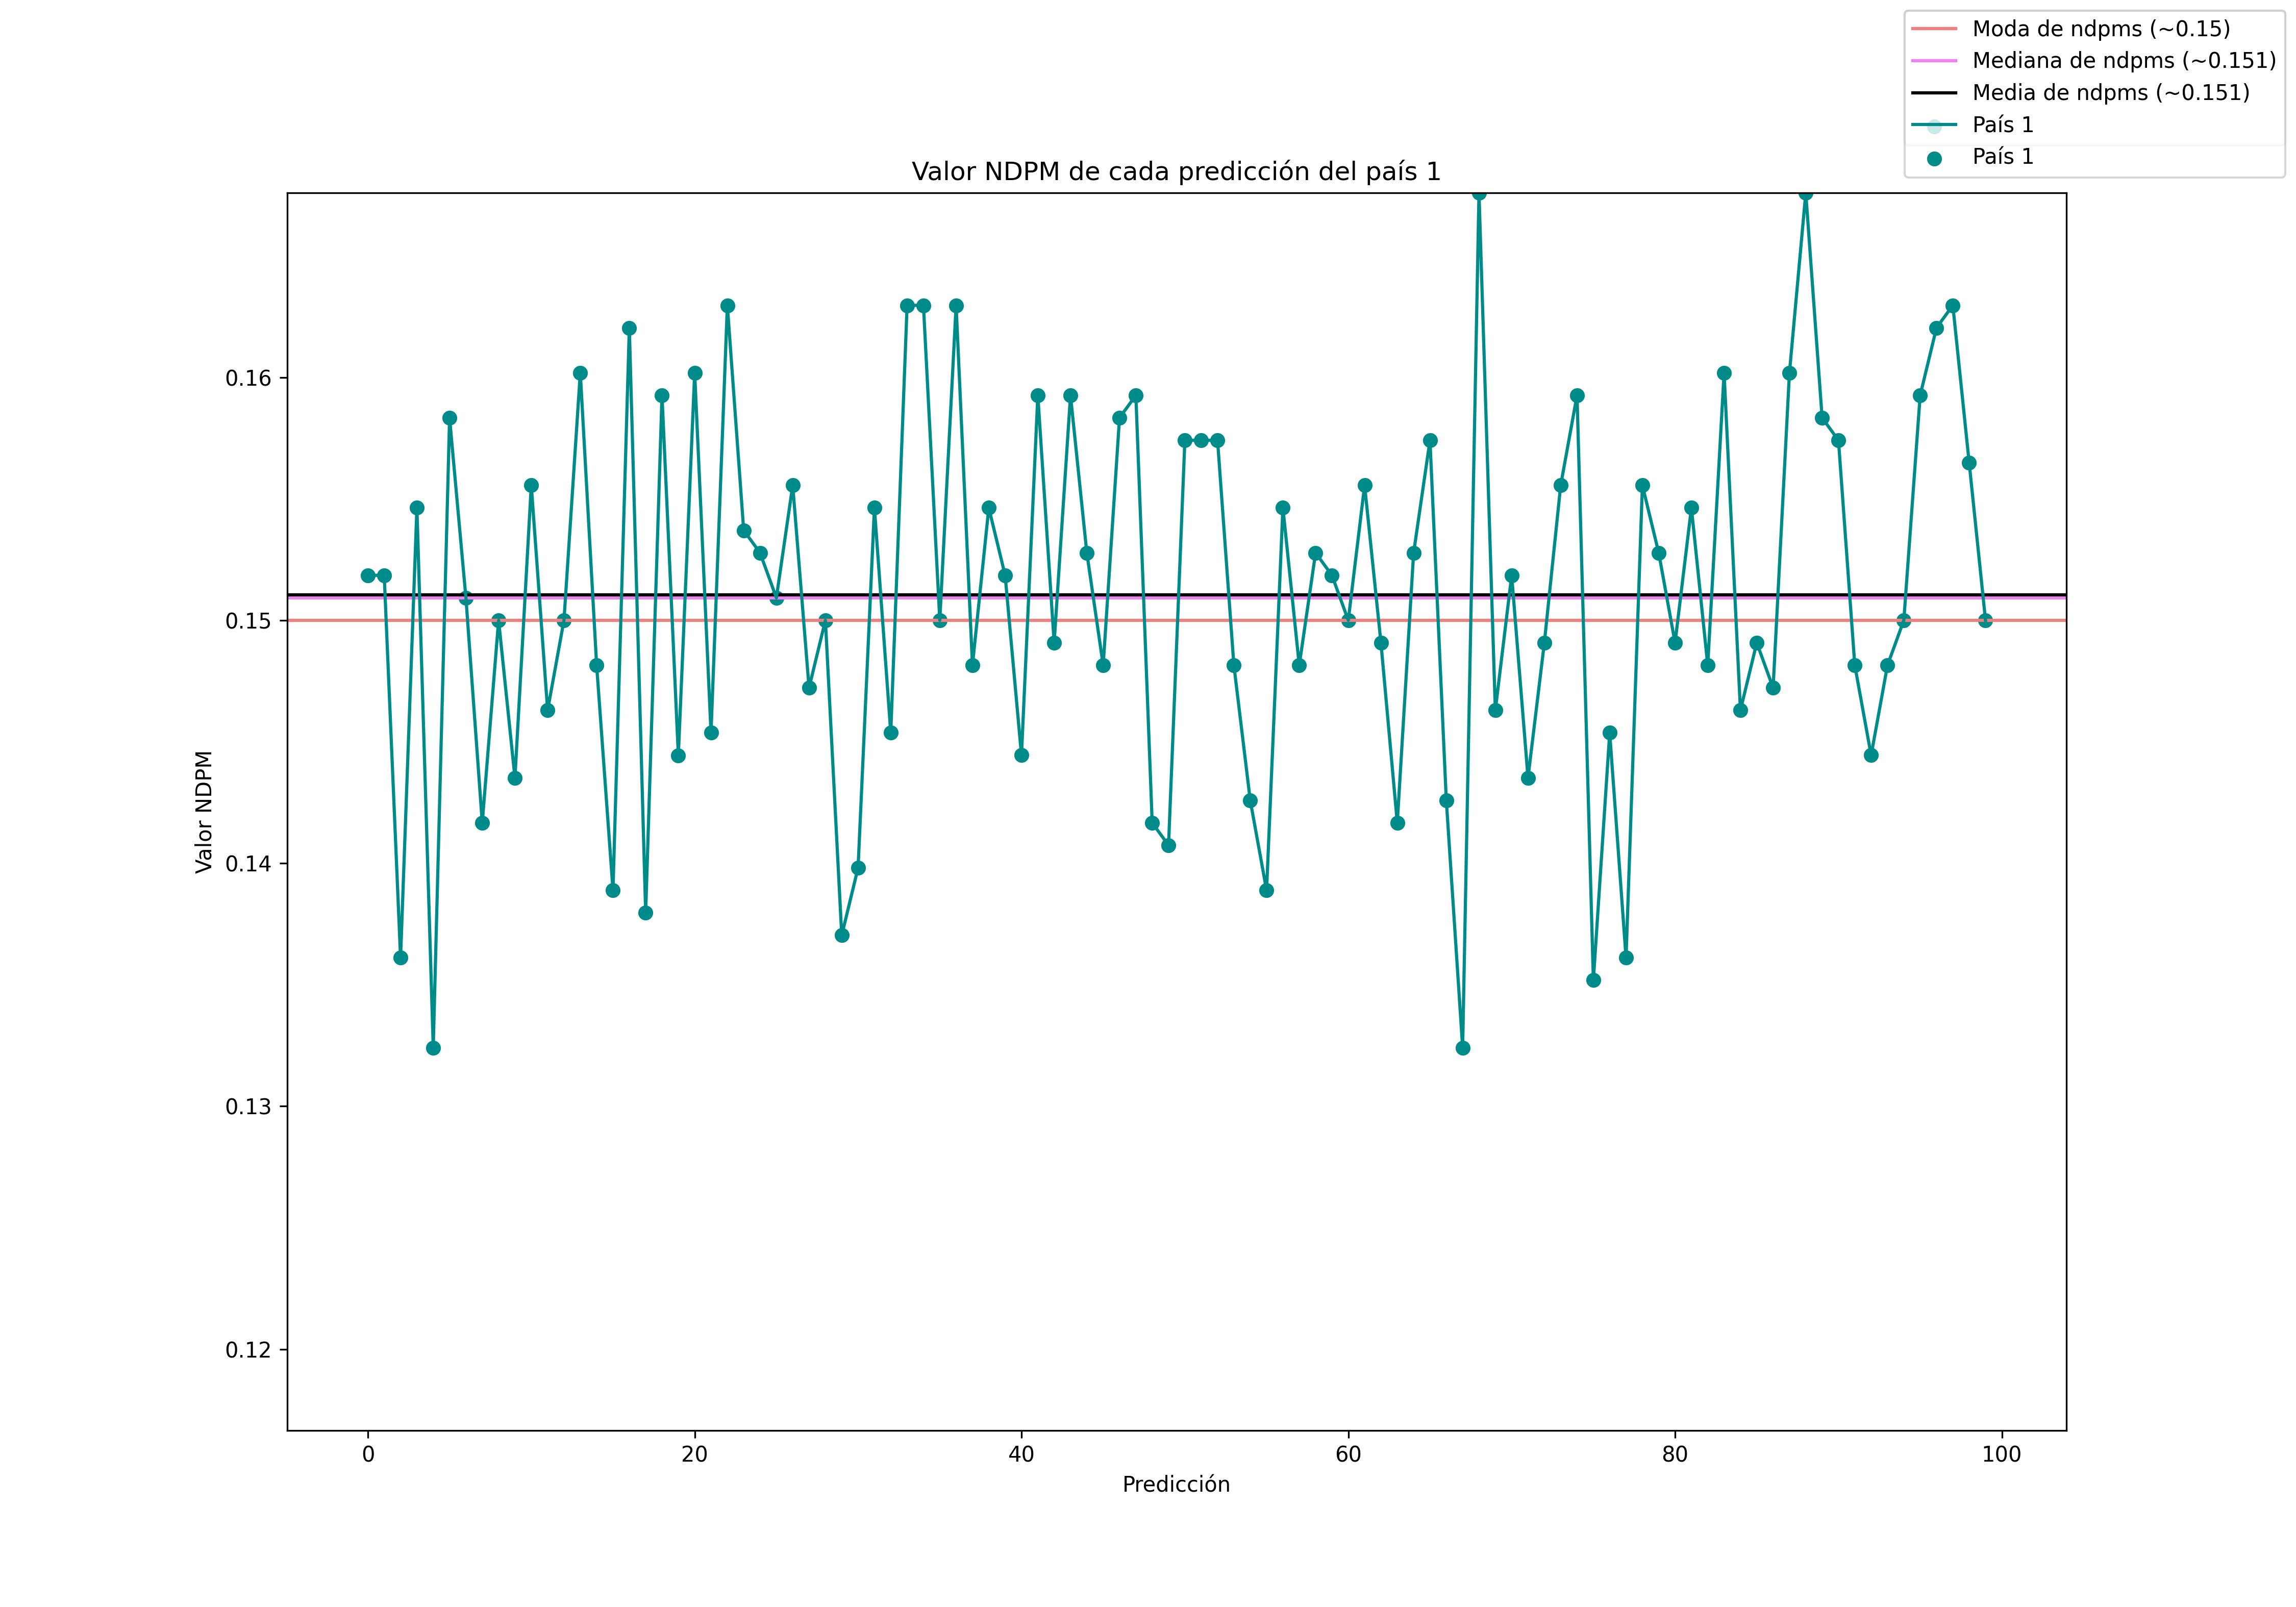 Moda de ndpms (~0.15)
Mediana de ndpms (~0.151)
Media de ndpms (~0.151)
País 1
País 1
Valor NDPM de cada predicción del país 1
Valor NDPM
0.16
0.15
0.14
0.13
0.12
0
20
40
60
80
100
Predicción